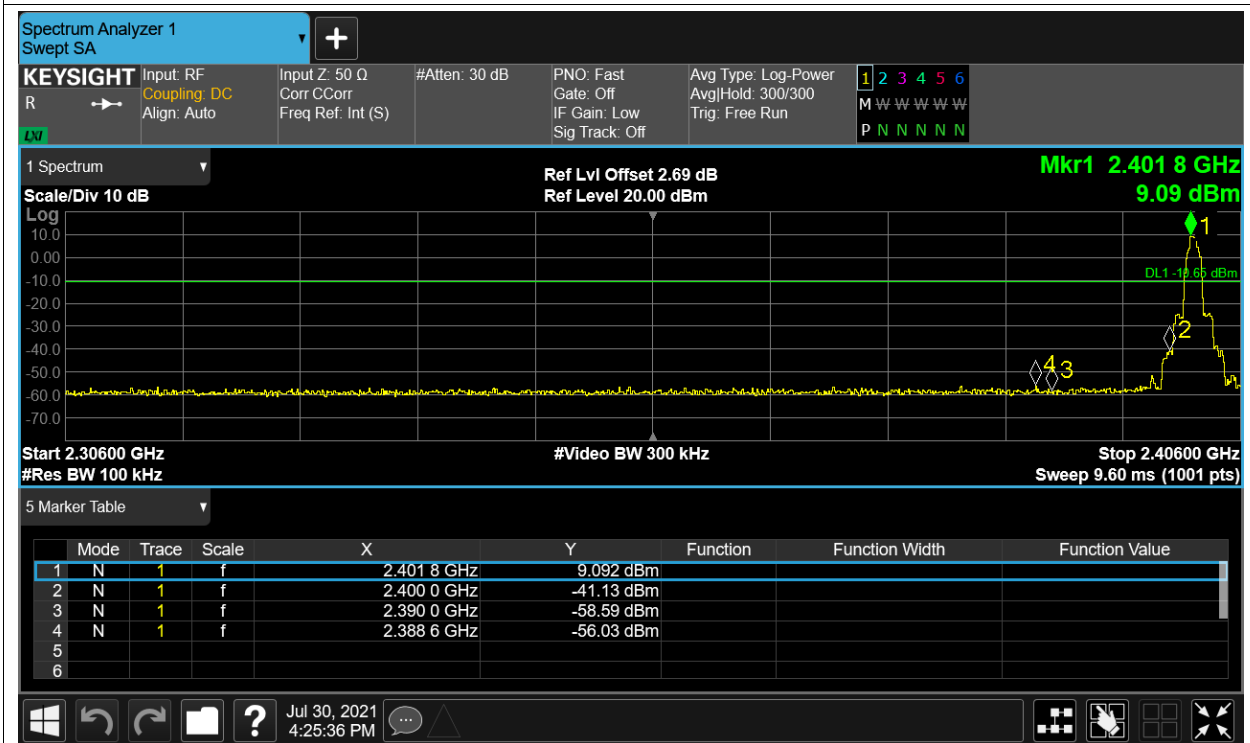 Spectrum Analyzer 1
Swept SA
KEYSIGHT Input: RF Input Z: 50 Ω #Atten: 30 dB PNO: Fast Avg Type: Log-Power 1 2 3 4 5 6
R Coupling: DC Corr CCorr Gate: Off Avg|Hold: 300/300 M W W W W W
Align: Auto Freq Ref: Int (S) IF Gain: Low Trig: Free Run
LXI Sig Track: Off P N N N N N
1 Spectrum Ref Lvl Offset 2.69 dB Mkr1 2.401 8 GHz
Scale/Div 10 dB Ref Level 20.00 dBm 9.09 dBm
Log
1
10.0
0.00
DL1 -10.65 dBm
-10.0
-20.0
-30.0
2
-40.0
4 3
-50.0
-60.0
-70.0
Start 2.30600 GHz #Video BW 300 kHz Stop 2.40600 GHz
#Res BW 100 kHz Sweep 9.60 ms (1001 pts)
5 Marker Table
Mode Trace Scale X Y Function Function Width Function Value
1 N 1 f 2.401 8 GHz 9.092 dBm
2 N 1 f 2.400 0 GHz -41.13 dBm
3 N 1 f 2.390 0 GHz -58.59 dBm
4 N 1 f 2.388 6 GHz -56.03 dBm
5
6
? Jul 30, 2021
4:25:36 PM